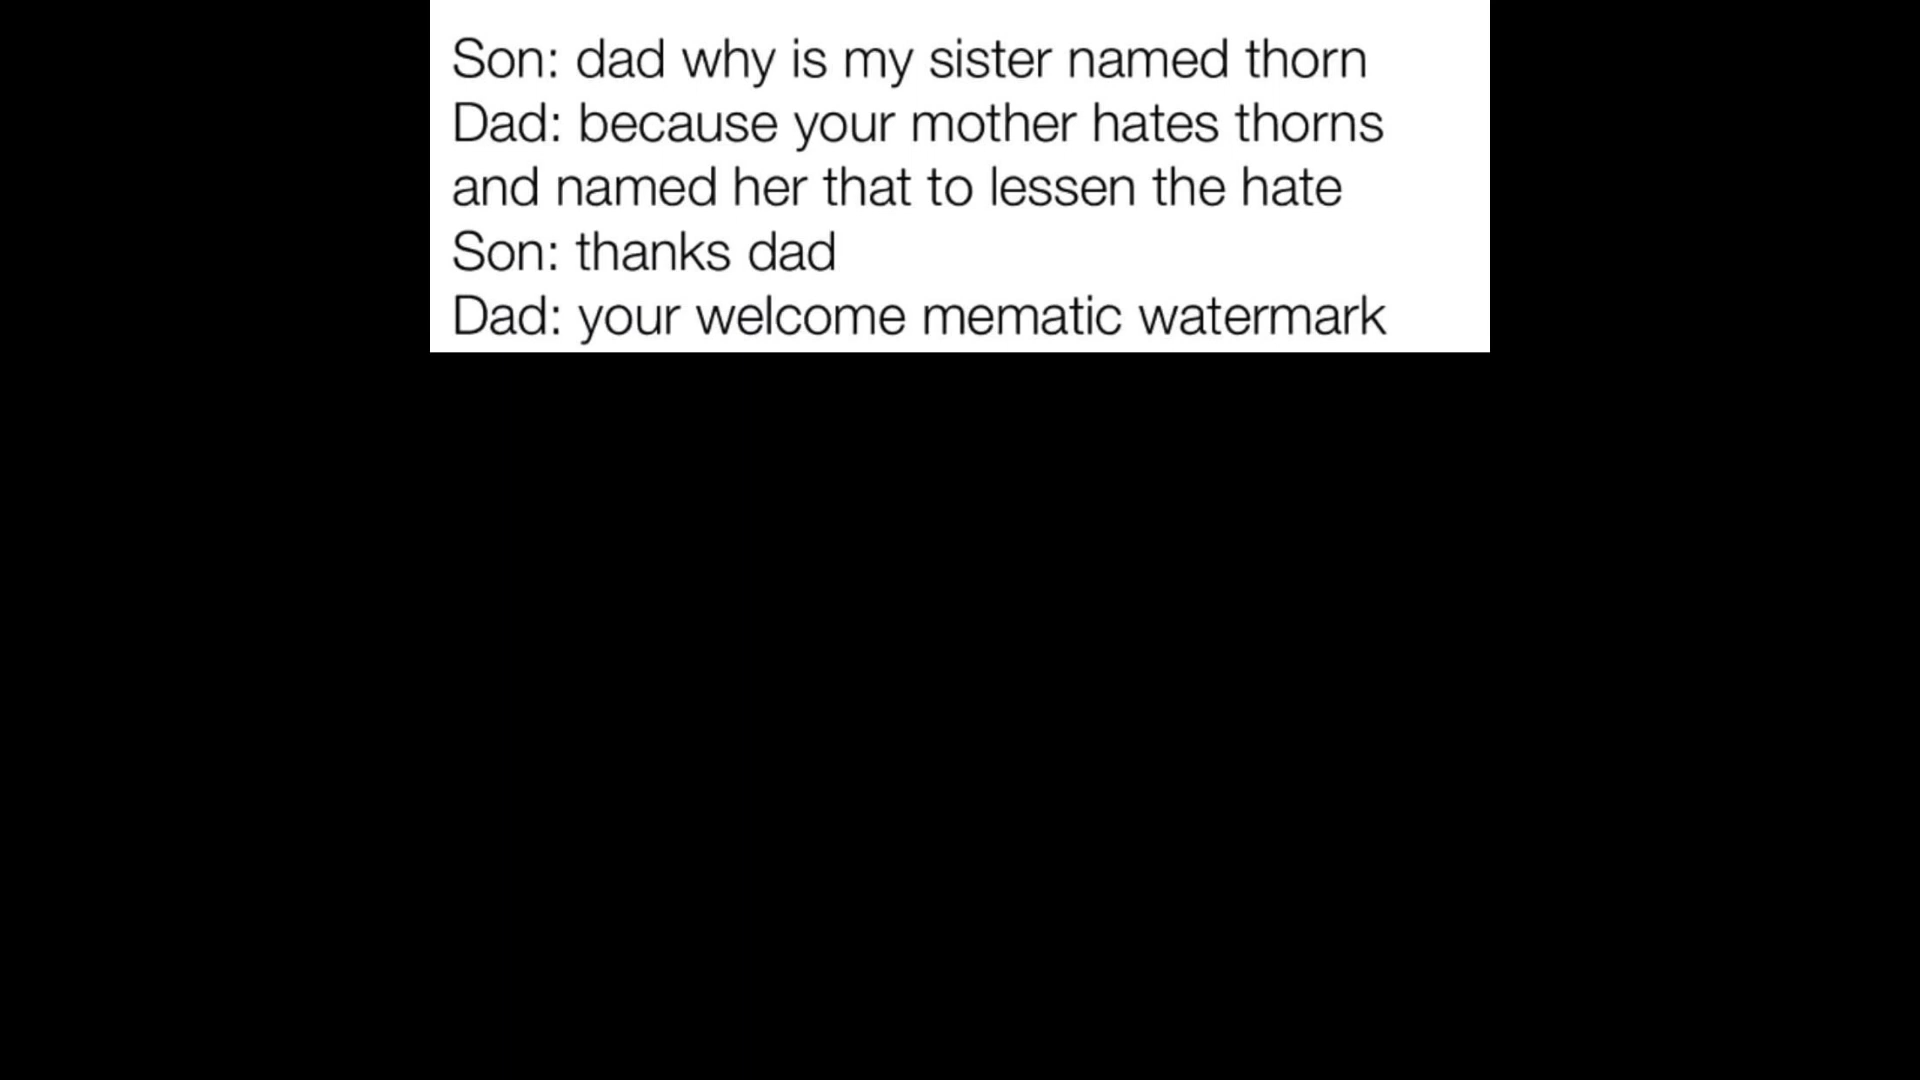 Son: dad why is my sister named thorn
Dad: because your mother hates thorns
and named her that to lessen the hate
Son: thanks dad
Dad: your welcome mematic watermark